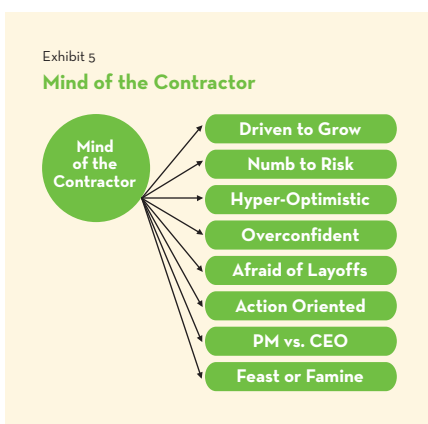 Exhibit 5
Mind of the Contractor
Mind
of the
Contractor
Driven to Grow
Numb to Risk
Hyper-Optimistic
Overconfident
Afraid of Layoffs
Action Oriented
PM vs. CEO
Feast or Famine